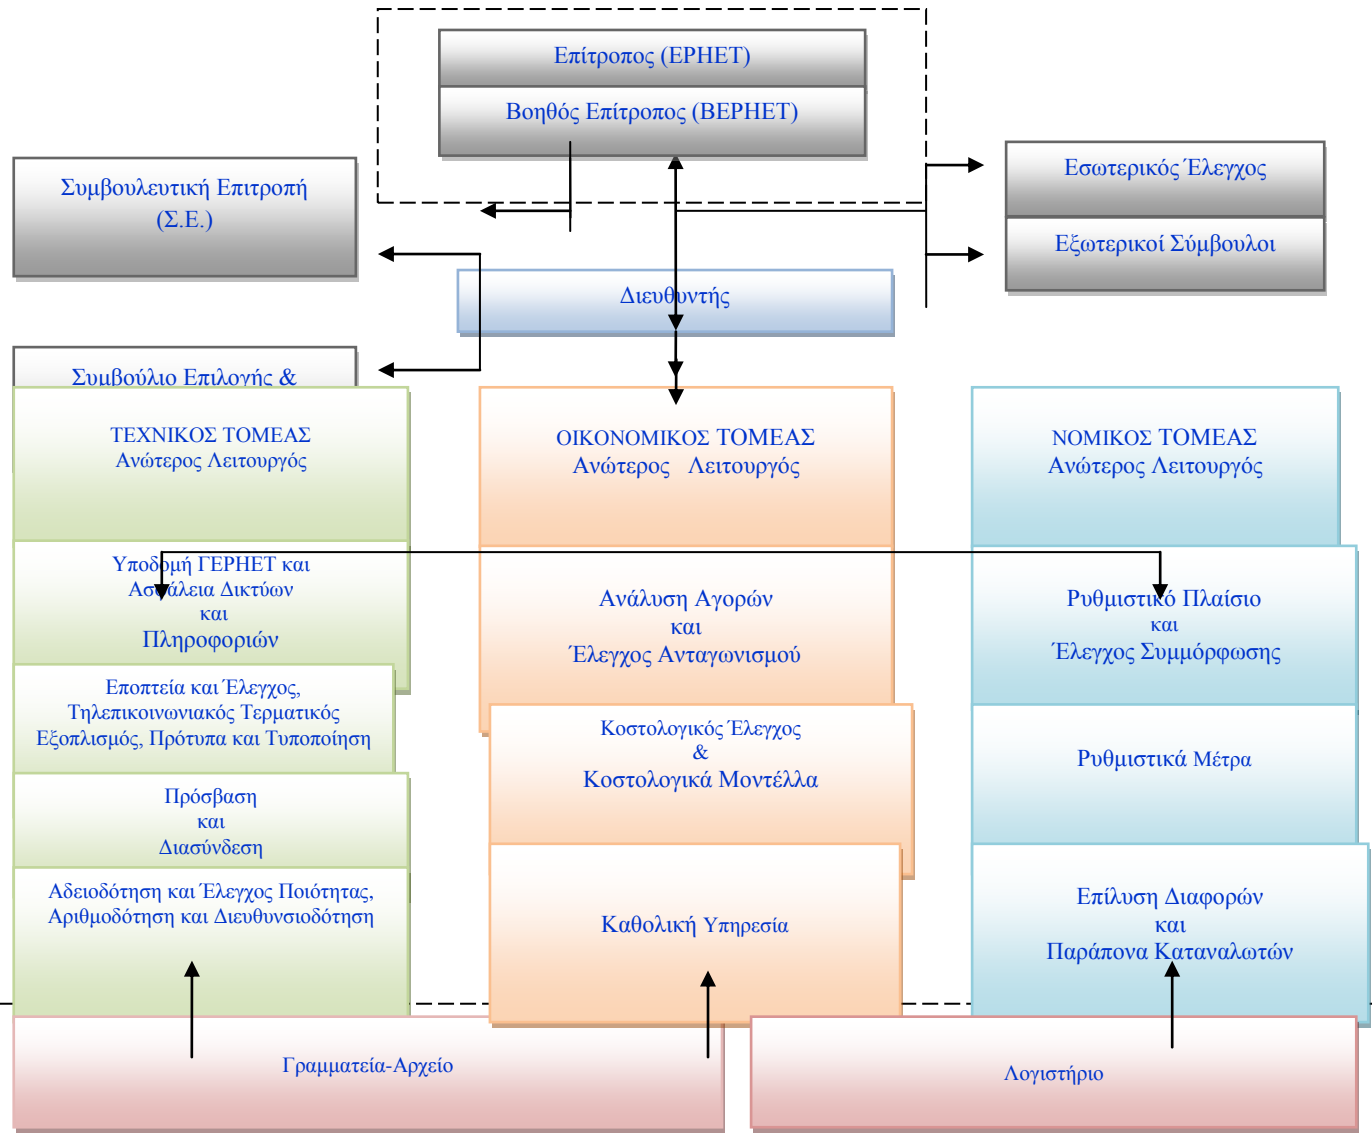 Επίτροπος (ΕΡΗΕΤ)
Βοηθός Επίτροπος (ΒΕΡΗΕΤ)
Συμβουλευτική Επιτροπή
(Σ.Ε.)
Εσωτερικός Έλεγχος
Εξωτερικοί Σύμβουλοι
Διευθυντής
Συμβούλιο Επιλογής &
ΤΕΧΝΙΚΟΣ ΤΟΜΕΑΣ
Ανώτερος Λειτουργός
Υποδομή ΓΕΡΗΕΤ και
Ασφάλεια Δικτύων
και
Πληροφοριών
Εποπτεία και Έλεγχος,
Τηλεπικοινωνιακός Τερματικός
Εξοπλισμός, Πρότυπα και Τυποποίηση
Πρόσβαση
και
Διασύνδεση
Αδειοδότηση και Έλεγχος Ποιότητας,
Αριθμοδότηση και Διευθυνσιοδότηση
ΟΙΚΟΝΟΜΙΚΟΣ ΤΟΜΕΑΣ
Ανώτερος Λειτουργός
Ανάλυση Αγορών
και
Έλεγχος Ανταγωνισμού
Κοστολογικός Έλεγχος
&
Κοστολογικά Μοντέλλα
Καθολική Υπηρεσία
ΝΟΜΙΚΟΣ ΤΟΜΕΑΣ
Ανώτερος Λειτουργός
Ρυθμιστικό Πλαίσιο
και
Έλεγχος Συμμόρφωσης
Ρυθμιστικά Μέτρα
Επίλυση Διαφορών
και
Παράπονα Καταναλωτών
Γραμματεία-Αρχείο
Λογιστήριο